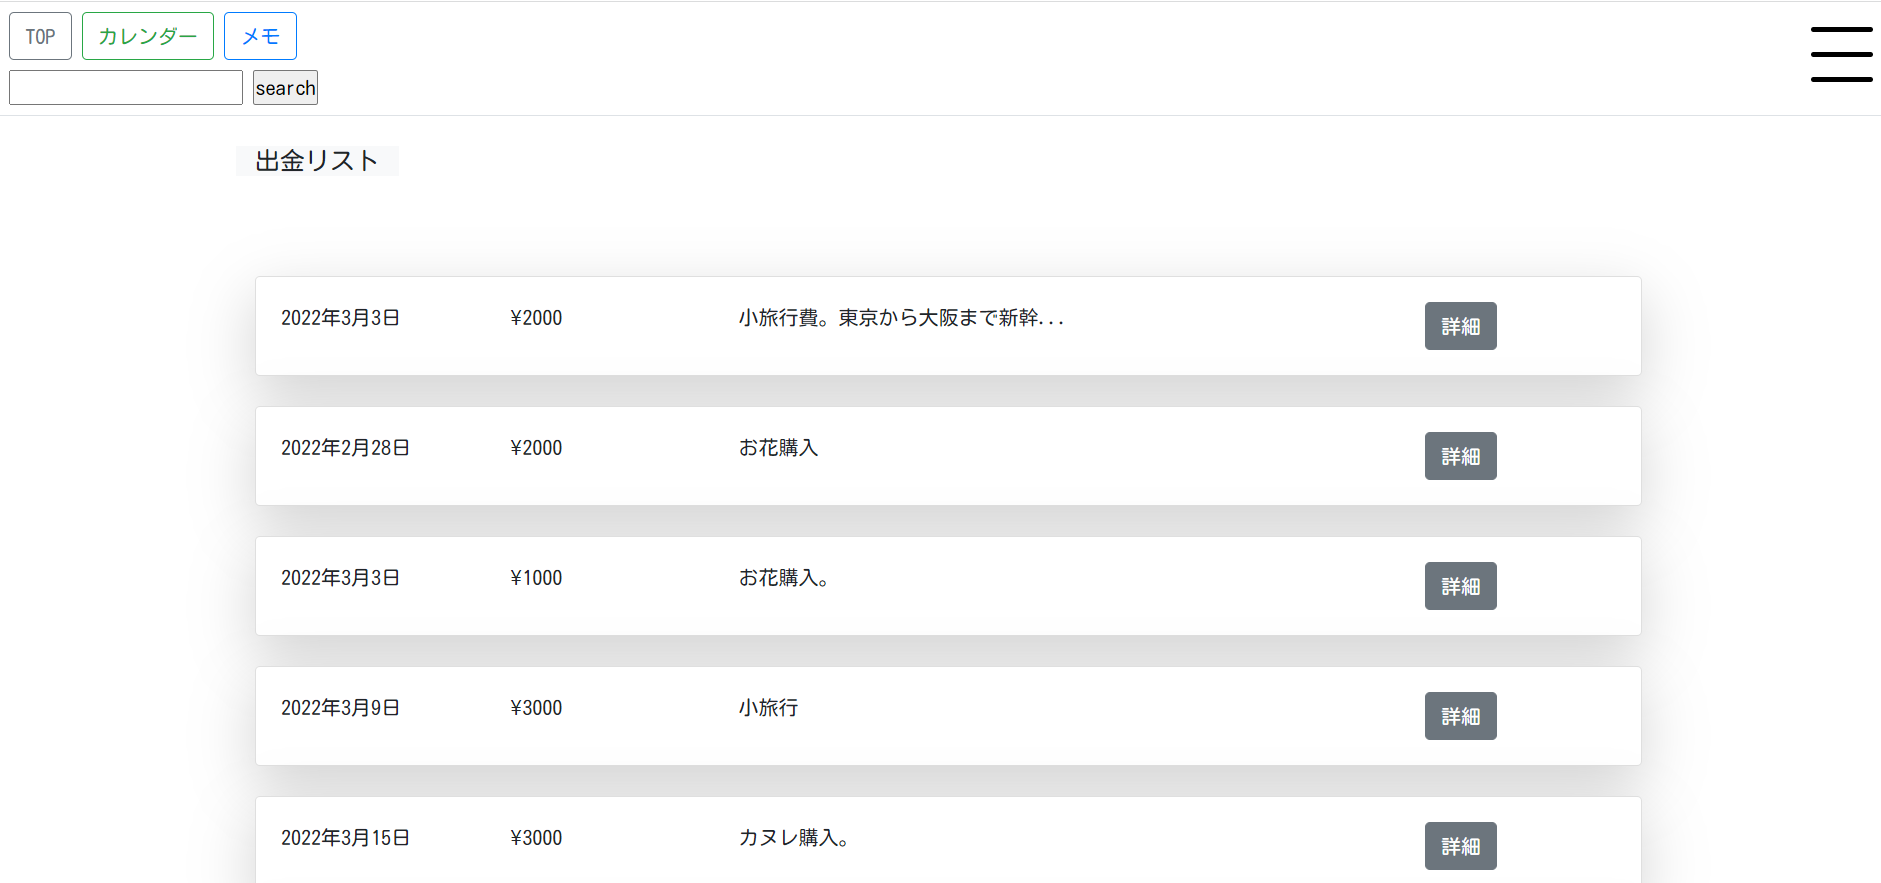 TOP カレンダー メモ
search
出金リスト
2022年3月3日 ¥2000 小旅行費。東京から大阪まで新幹... 詳細
2022年2月28日 ¥2000 お花購入 詳細
2022年3月3日 ¥1000 お花購入。 詳細
2022年3月9日 ¥3000 小旅行 詳細
2022年3月15日 ¥3000 カヌレ購入。 詳細